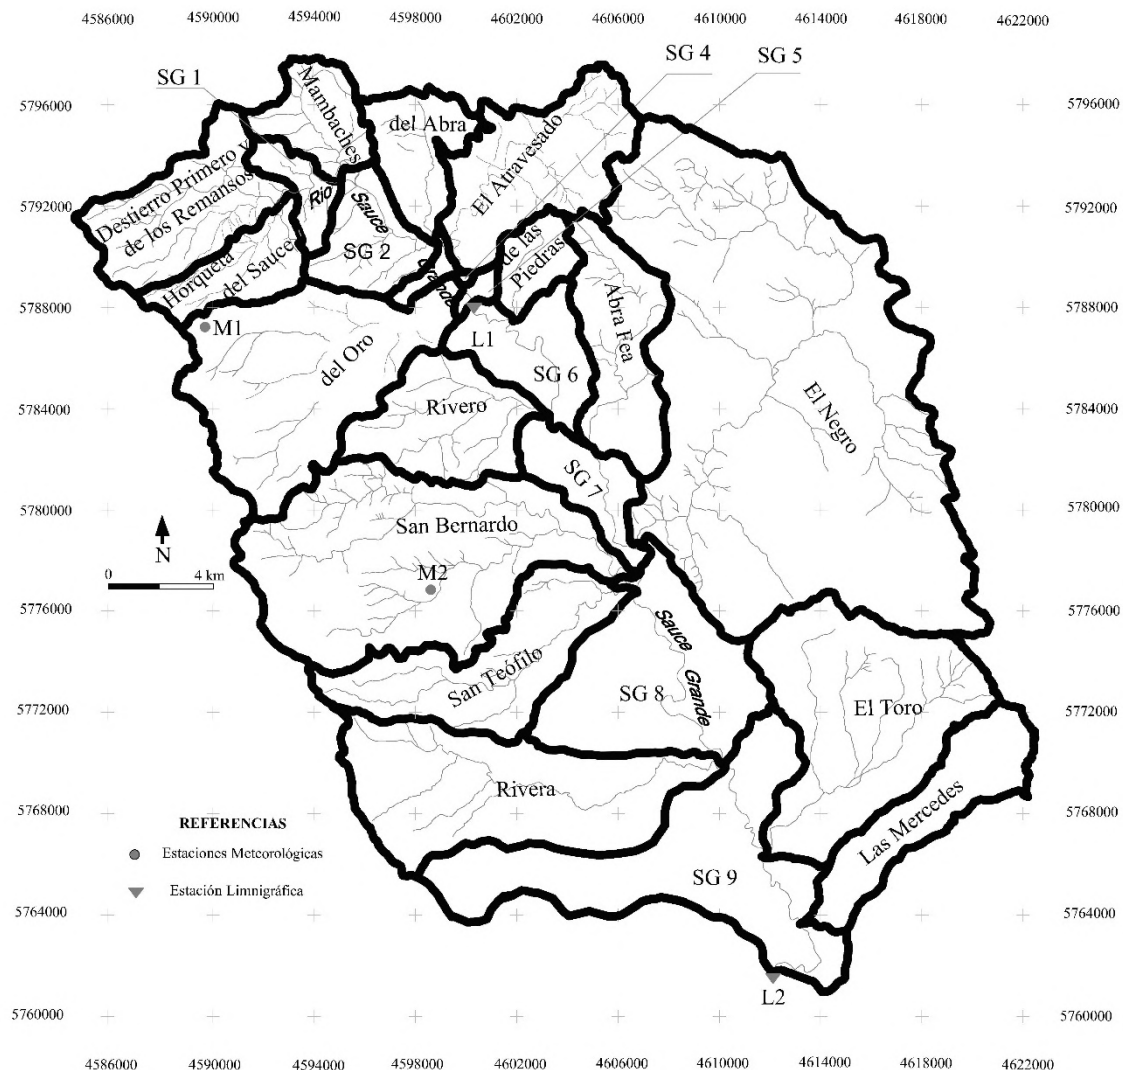 4586000 4590000 4594000 4598000 4602000 4606000 4610000 4614000 4618000 4622000
SG 4
SG 5
SG 1
5796000
5796000
Mambaches
del Abra
El Atravesado
Destierro Primero y
de los Remansos
5792000
5792000
Rio
Sauce
Grande
SG 2
de las
Piedras
Horqueta
del Sauce
5788000
5788000
M1
L1
Abra Fea
del Oro
SG 6
El Negro
5784000
5784000
Rivero
SG 7
5780000
5780000
San Bernardo
N
M2
0 4 km
5776000
5776000
Sauce
Grande
San Teófilo
SG 8
El Toro
5772000
5772000
Rivera
Las Mercedes
5768000
5768000
REFERENCIAS
Estaciones Meteorológicas
Estación Limnigráfica
SG 9
5764000
5764000
L2
5760000
5760000
4586000 4590000 4594000 4598000 4602000 4606000 4610000 4614000 4618000 4622000